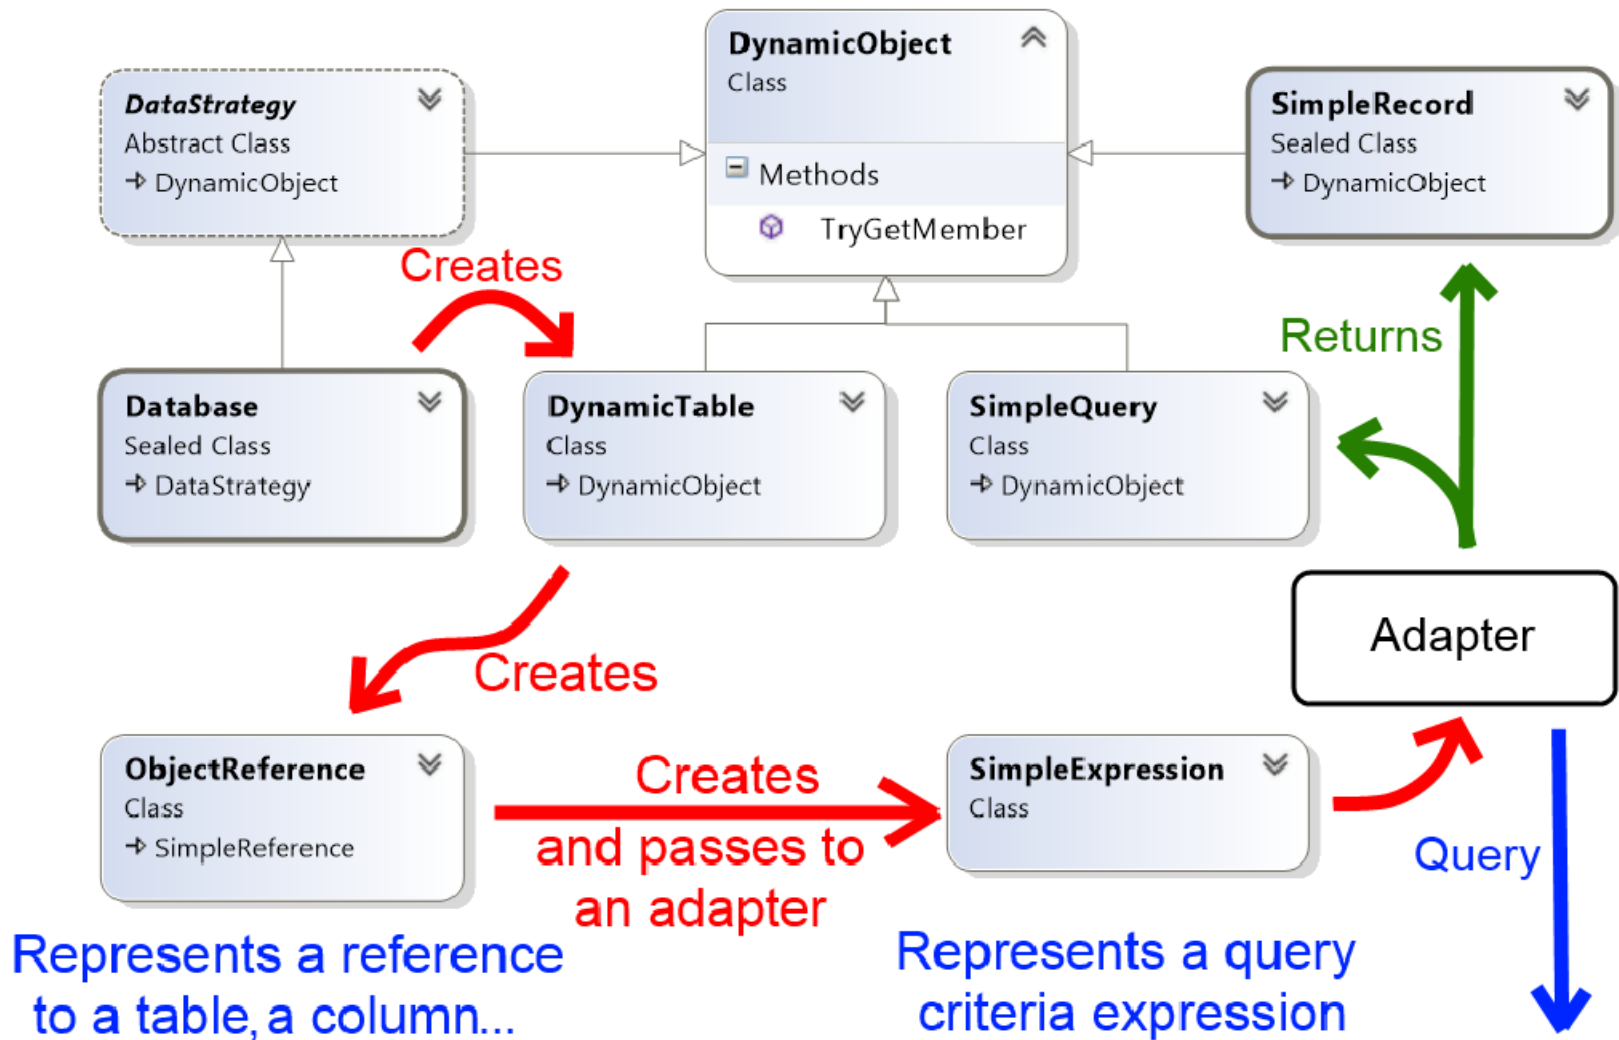 DynamicObject
Class
Methods
TryGetMember
DataStrategy
Abstract Class
DynamicObject
SimpleRecord
Sealed Class
DynamicObject
Creates
Returns
Database
Sealed Class
DataStrategy
DynamicTable
Class
DynamicObject
SimpleQuery
Class
DynamicObject
Adapter
Creates
ObjectReference
Class
SimpleReference
Creates
and passes to
an adapter
SimpleExpression
Class
Query
Represents a reference
to a table, a column...
Represents a query
criteria expression